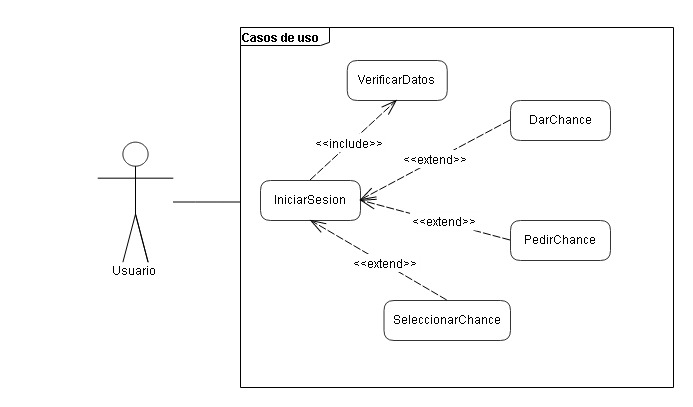 Casos de uso
VerificarDatos
DarChance
<<include>>
<<extend>>
IniciarSesion
<<extend>>
PedirChance
Usuario
<<extend>>
SeleccionarChance